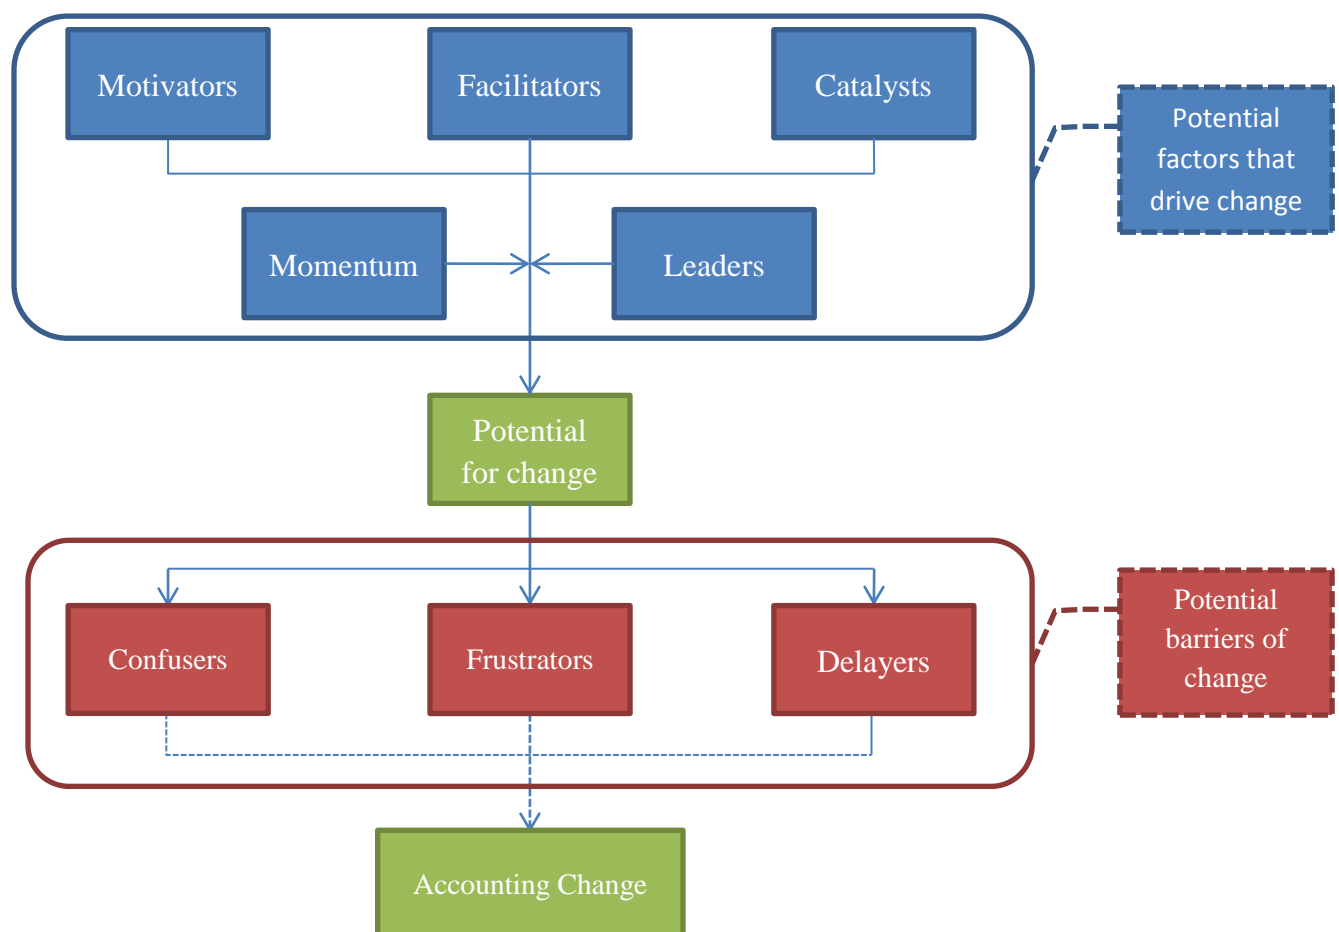 Motivators
Facilitators
Catalysts
Potential
factors that
drive change
Momentum
Leaders
Potential
for change
Confusers
Frustrators
Delayers
Potential
barriers of
change
Accounting Change